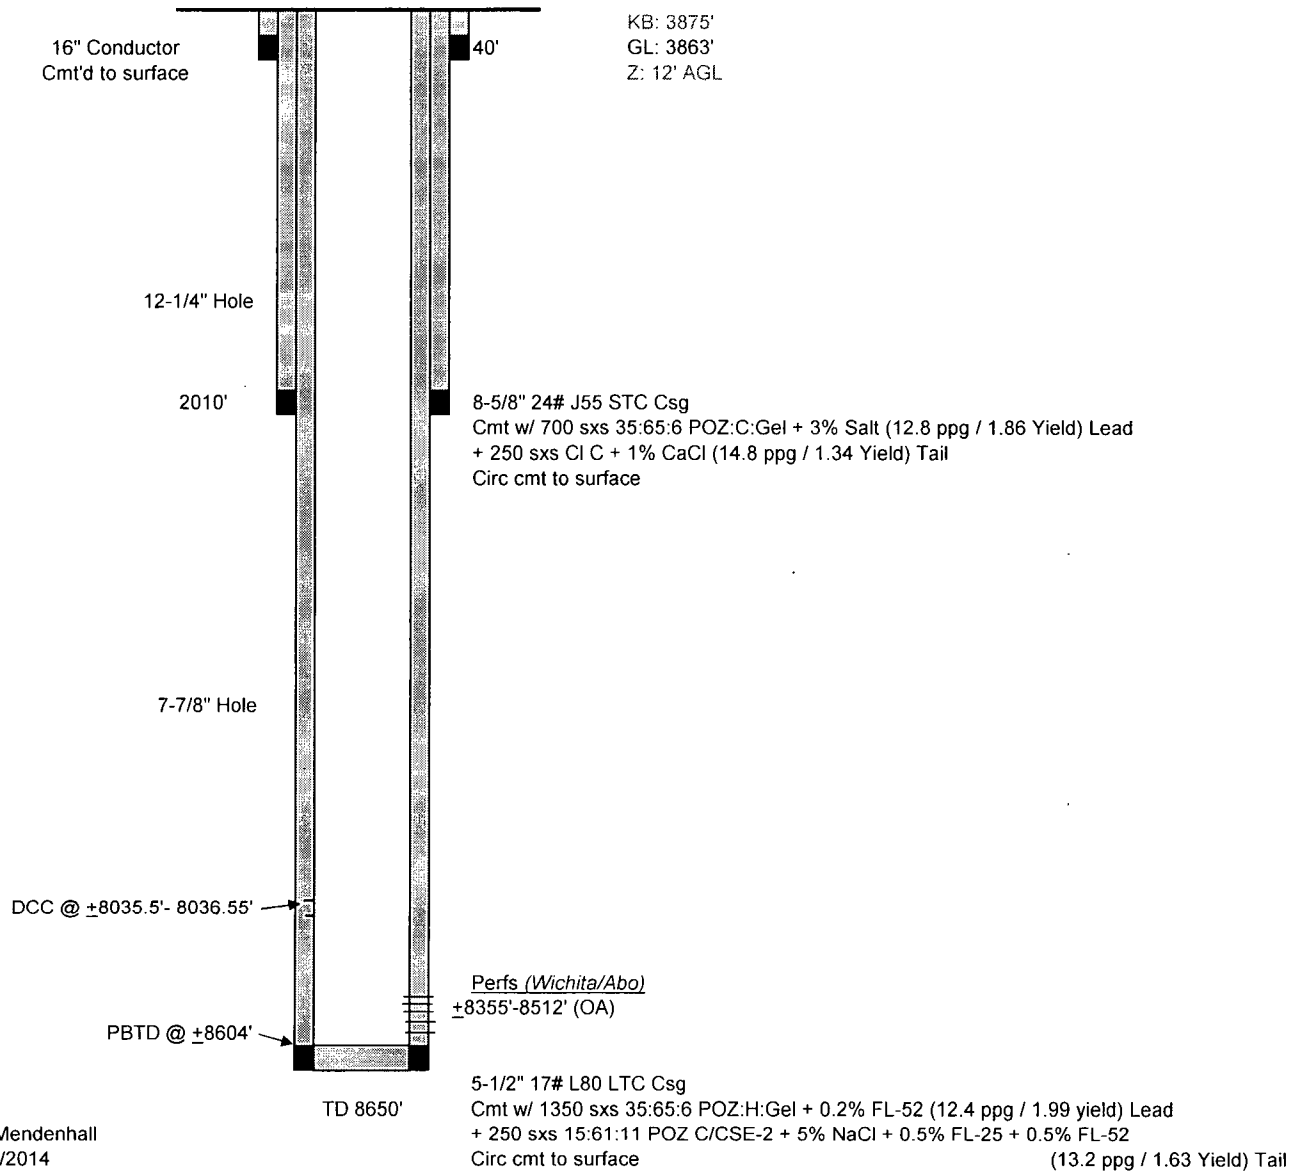 KB: 3875'
16" Conductor
40'
GL: 3863'
Cmt'd to surface
Z: 12' AGL
12-1/4" Hole
2010'
8-5/8" 24# J55 STC Csg
Cmt w/ 700 sxs 35:65:6 POZ:C:Gel + 3% Salt (12.8 ppg / 1.86 Yield) Lead
+ 250 sxs Cl C + 1% CaCl (14.8 ppg / 1.34 Yield) Tail
Circ cmt to surface
7-7/8" Hole
DCC @ +8035.5'- 8036.55'
Perfs (Wichita/Abo)
+8355'-8512' (OA)
PBTD @ +8604'
5-1/2" 17# L80 LTC Csg
TD 8650'
Cmt w/ 1350 sxs 35:65:6 POZ:H:Gel + 0.2% FL-52 (12.4 ppg / 1.99 yield) Lead
Mendenhall
+ 250 sxs 15:61:11 POZ C/CSE-2 + 5% NaCl + 0.5% FL-25 + 0.5% FL-52
/2014
Circ cmt to surface
(13.2 ppg / 1.63 Yield) Tail